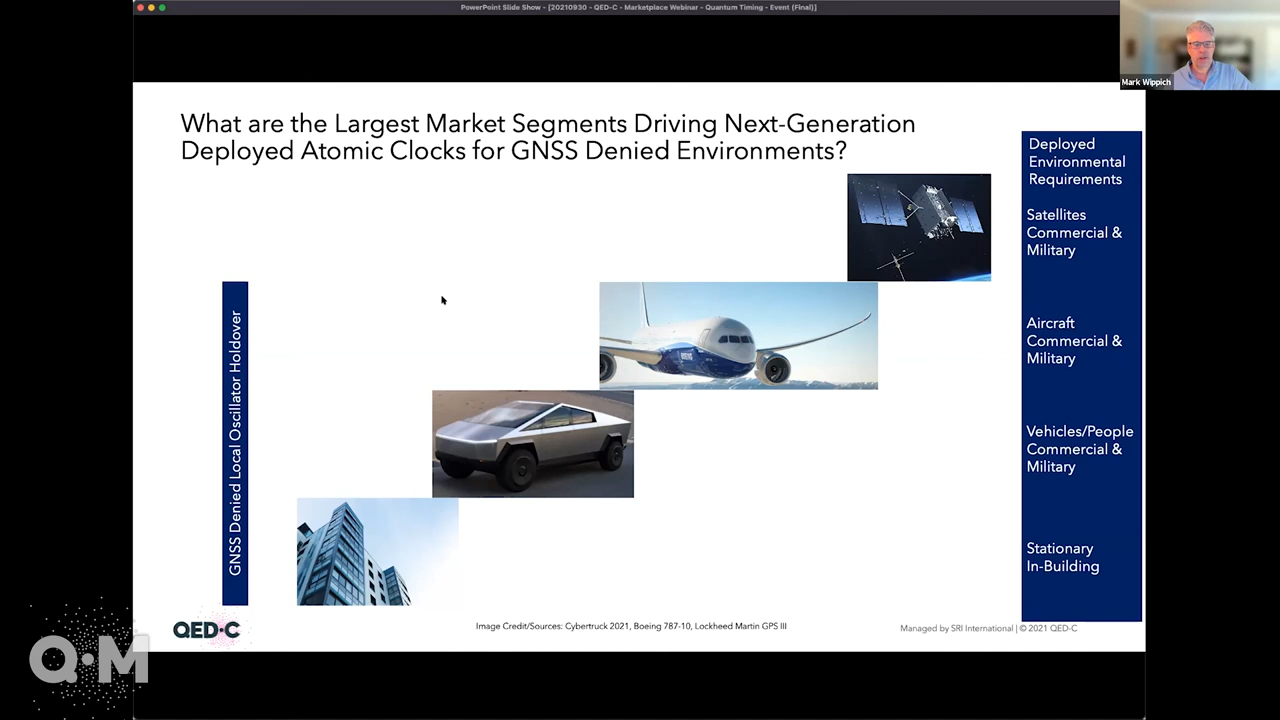 PowerPoint Slide Show - [20210930 - QED-C - Marketplace Webinar - Quantum Timing - Event (Final)]
Mark Wippich
What are the Largest Market Segments Driving Next-Generation
Deployed Atomic Clocks for GNSS Denied Environments?
Deployed
Environmental
Requirements
Satellites
Commercial &
Military
Aircraft
Commercial &
Military
Vehicles/People
Commercial &
Military
Stationary
In-Building
GNSS Denied Local Oscillator Holdover
BOEING
QED·C
Image Credit/Sources: Cybertruck 2021, Boeing 787-10, Lockheed Martin GPS III
Managed by SRI International | © 2021 QED-C
Q·M